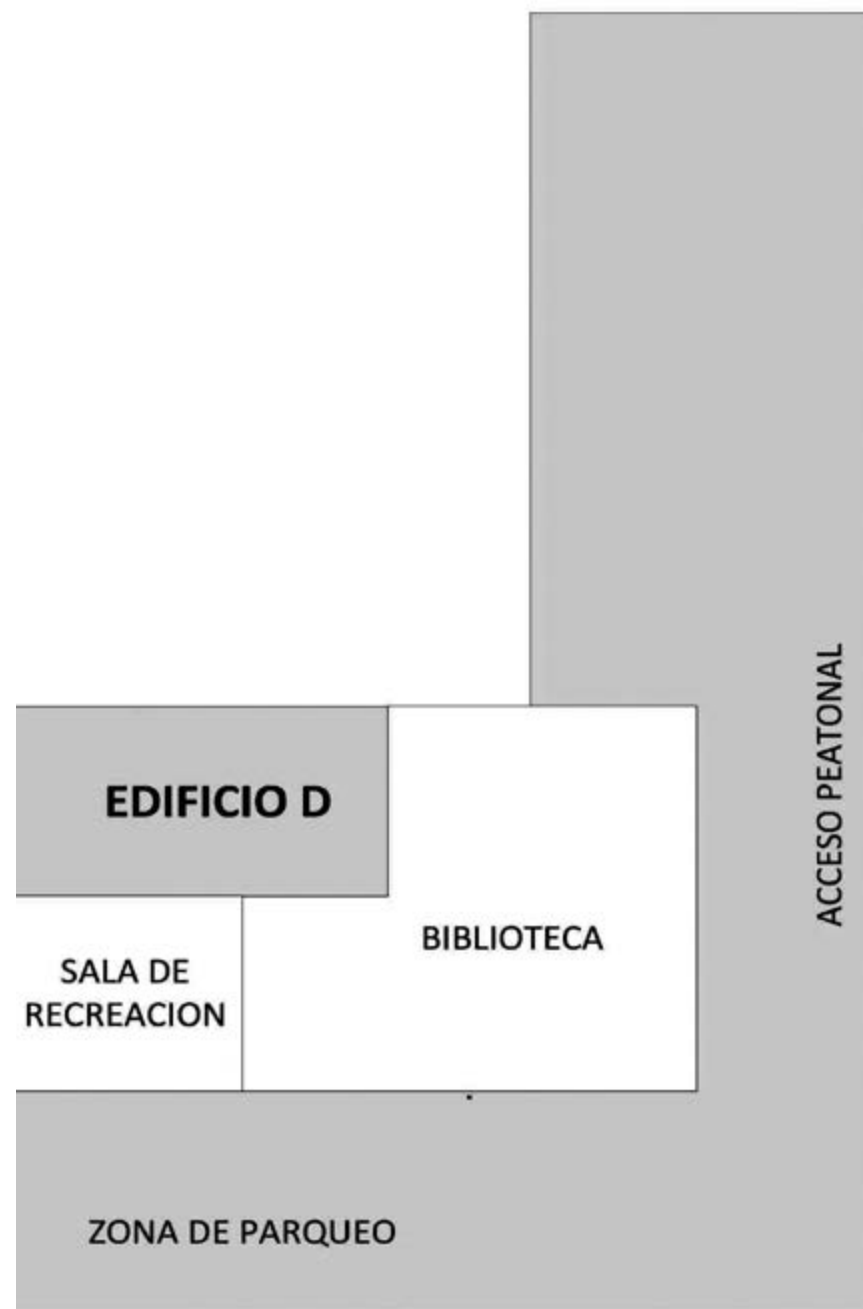 ACCESO PEATONAL
EDIFICIO D
BIBLIOTECA
SALA DE
RECREACION
ZONA DE PARQUEO